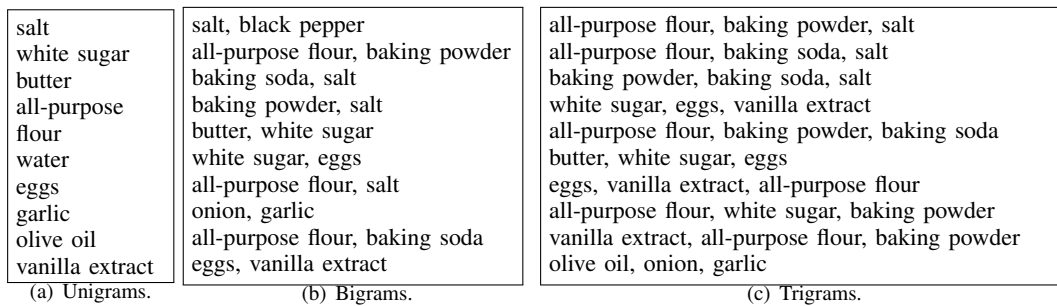 salt
white sugar
butter
all-purpose
flour
water
eggs
garlic
olive oil
vanilla extract
(a) Unigrams.
salt, black pepper
all-purpose flour, baking powder
baking soda, salt
baking powder, salt
butter, white sugar
white sugar, eggs
all-purpose flour, salt
onion, garlic
all-purpose flour, baking soda
eggs, vanilla extract
(b) Bigrams.
all-purpose flour, baking powder, salt
all-purpose flour, baking soda, salt
baking powder, baking soda, salt
white sugar, eggs, vanilla extract
all-purpose flour, baking powder, baking soda
butter, white sugar, eggs
eggs, vanilla extract, all-purpose flour
all-purpose flour, white sugar, baking powder
vanilla extract, all-purpose flour, baking powder
olive oil, onion, garlic
(c) Trigrams.